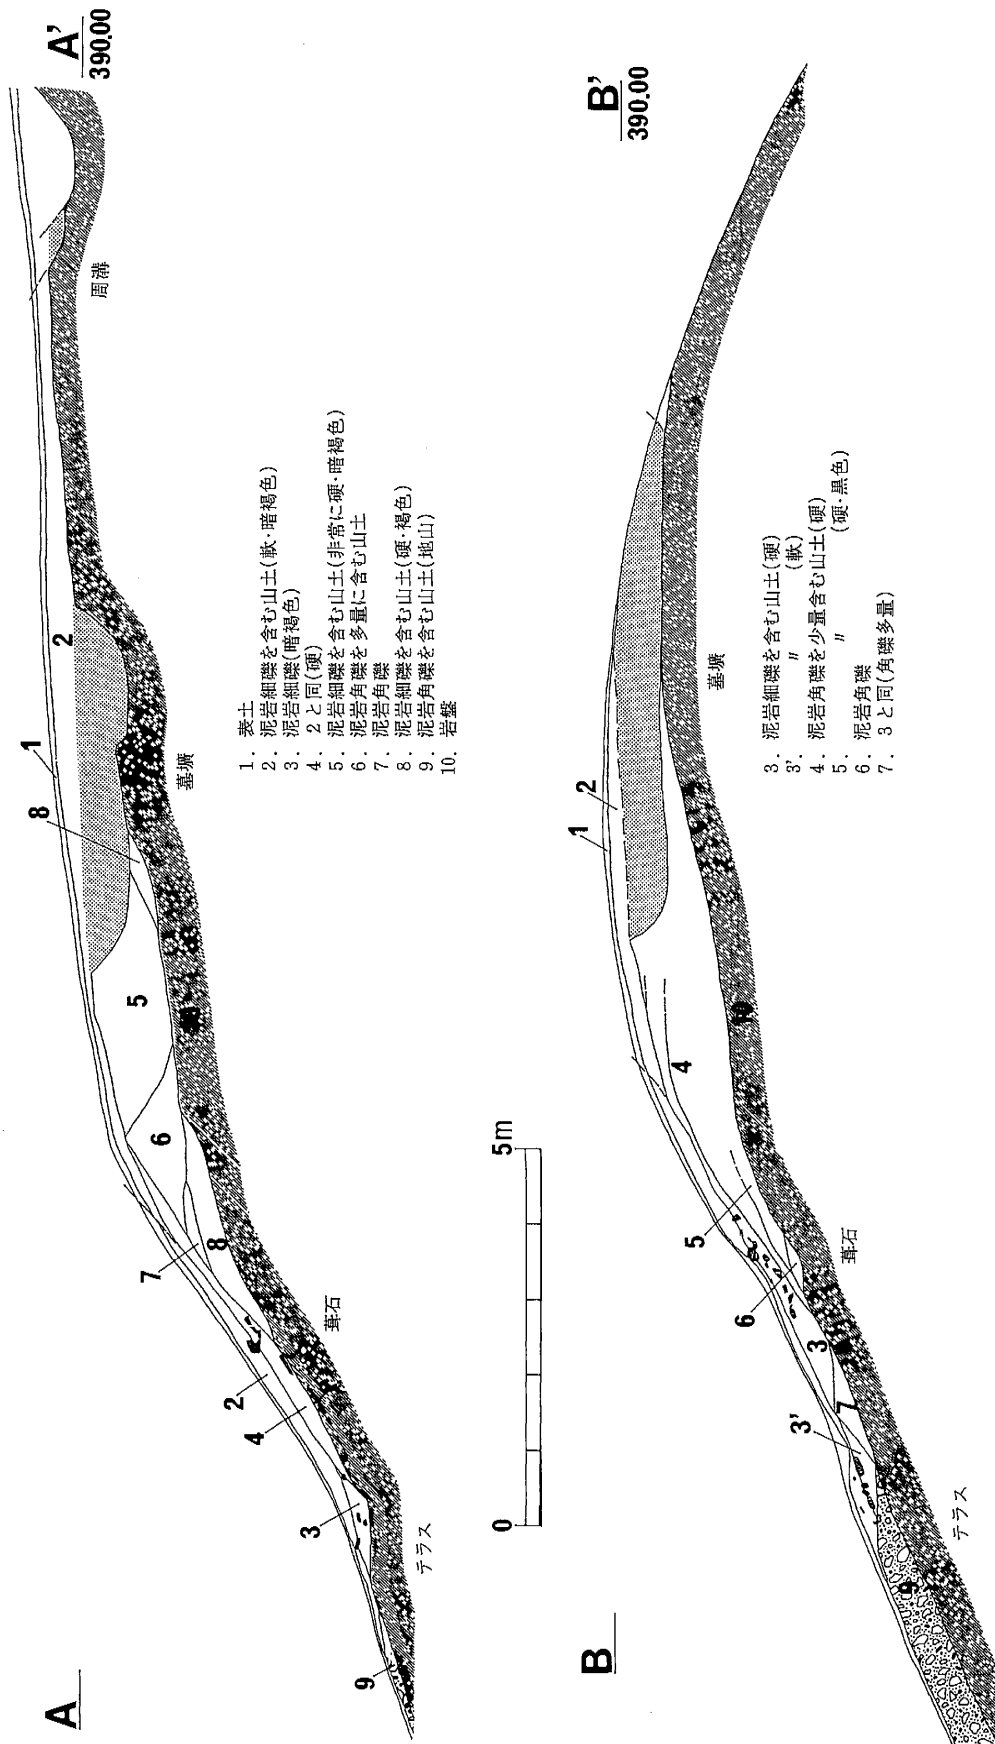 A
A'
390.00
1
2
8
5
6
7
8
2
4
3
9
周溝
墓壙
葺石
テラス
1. 表土
2. 泥岩細礫を含む山土(軟・暗褐色)
3. 泥岩細礫(暗褐色)
4. 2と同(硬)
5. 泥岩細礫を含む山土(非常に硬・暗褐色)
6. 泥岩角礫を多量に含む山土
7. 泥岩角礫
8. 泥岩細礫を含む山土(硬・褐色)
9. 泥岩角礫を含む山土(地山)
10. 岩盤
0
5m
B
B'
390.00
1
2
4
10
5
6
3
7
3'
9
墓壙
葺石
テラス
3. 泥岩細礫を含む山土(硬)
3'. 〃 (軟)
4. 泥岩角礫を少量含む山土(硬)
5. 〃 (硬・黒色)
6. 泥岩角礫
7. 3と同(角礫多量)